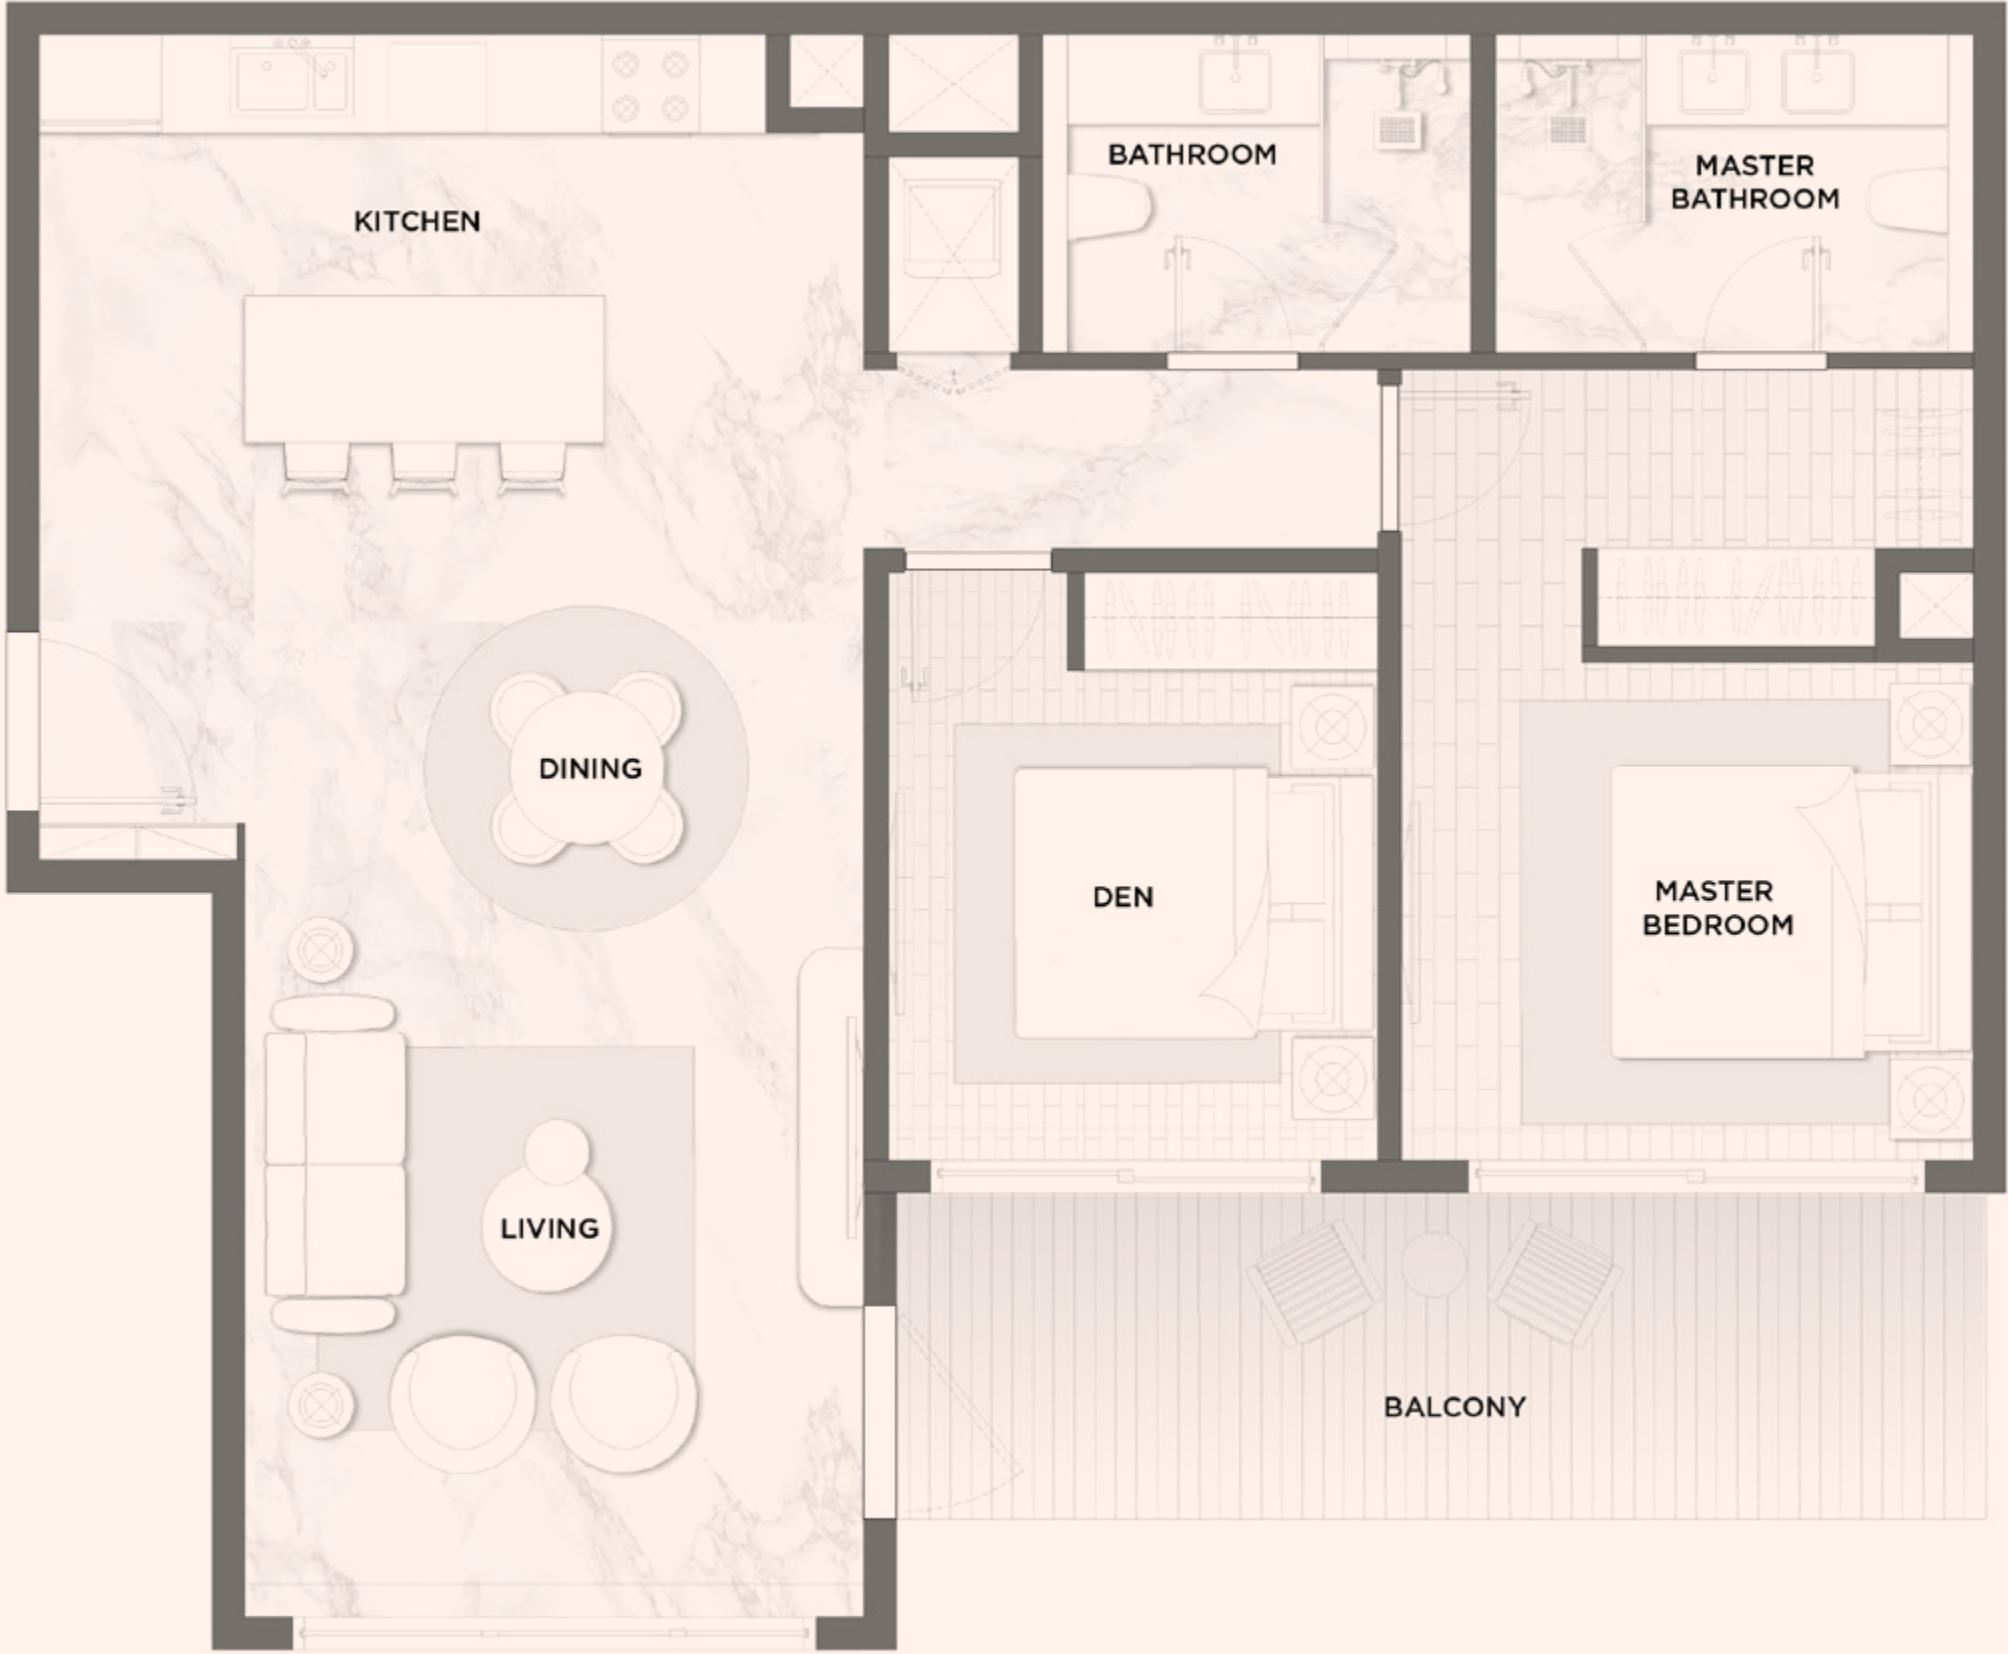 KITCHEN
BATHROOM
MASTER
BATHROOM
DINING
DEN
MASTER
BEDROOM
LIVING
BALCONY